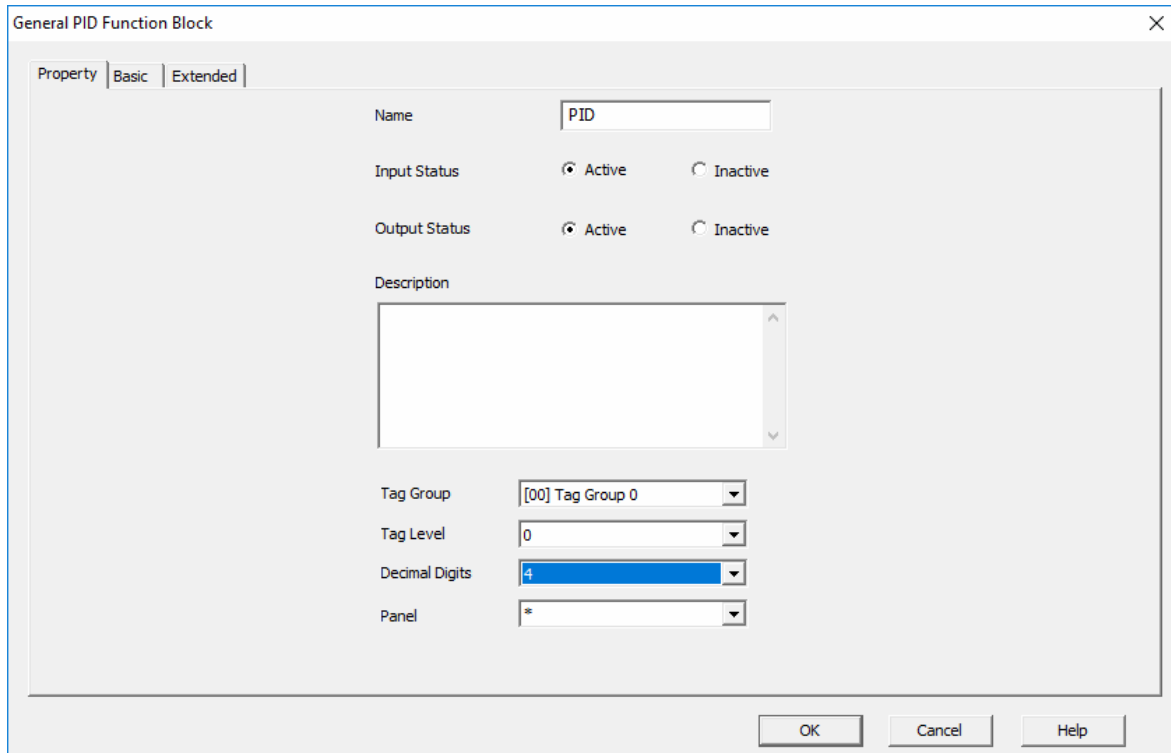 General PID Function Block
Property Basic Extended
Name PID
Input Status Active Inactive
Output Status Active Inactive
Description
Tag Group [00] Tag Group 0
Tag Level 0
Decimal Digits 4
Panel *
OK Cancel Help